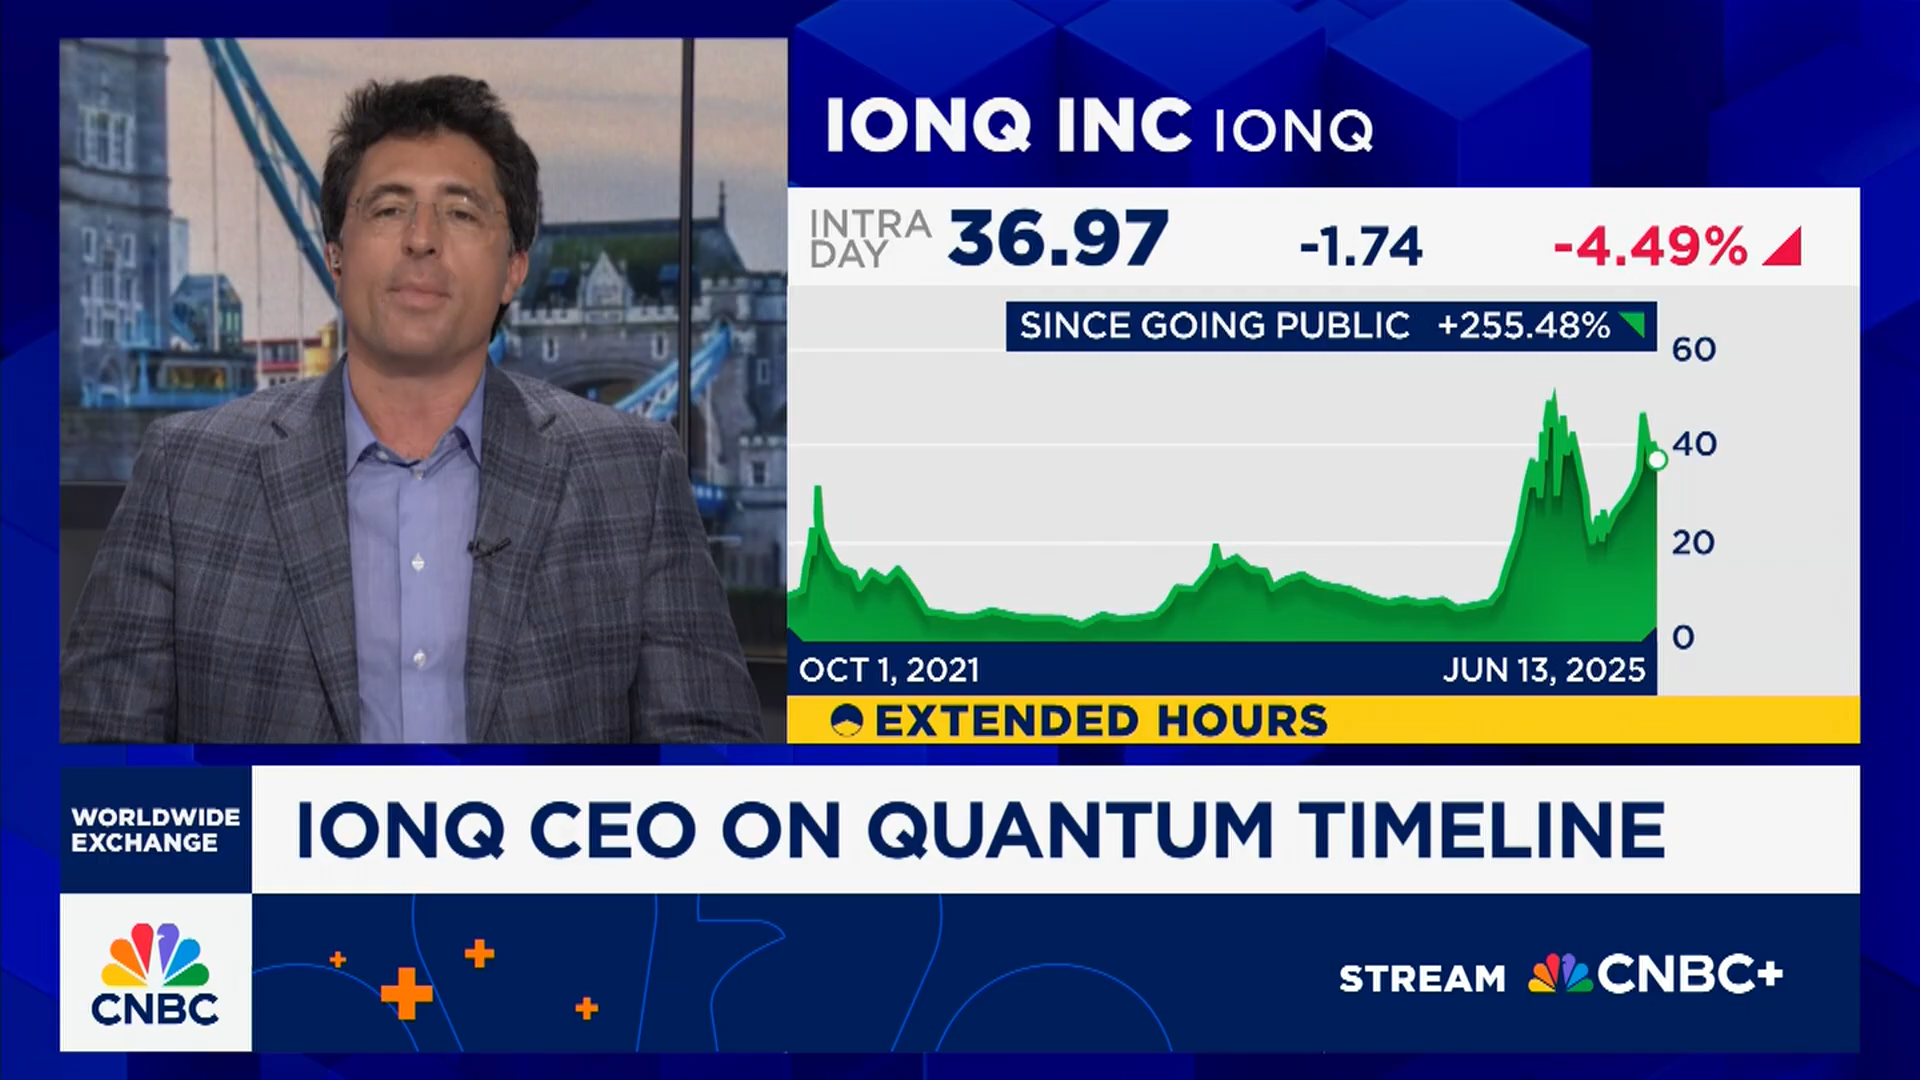 IONQ INC IONQ
INTRA DAY 36.97 -1.74 -4.49%
SINCE GOING PUBLIC +255.48%
60
40
20
0
OCT 1, 2021 JUN 13, 2025
EXTENDED HOURS
WORLDWIDE EXCHANGE
IONQ CEO ON QUANTUM TIMELINE
CNBC
STREAM CNBC+